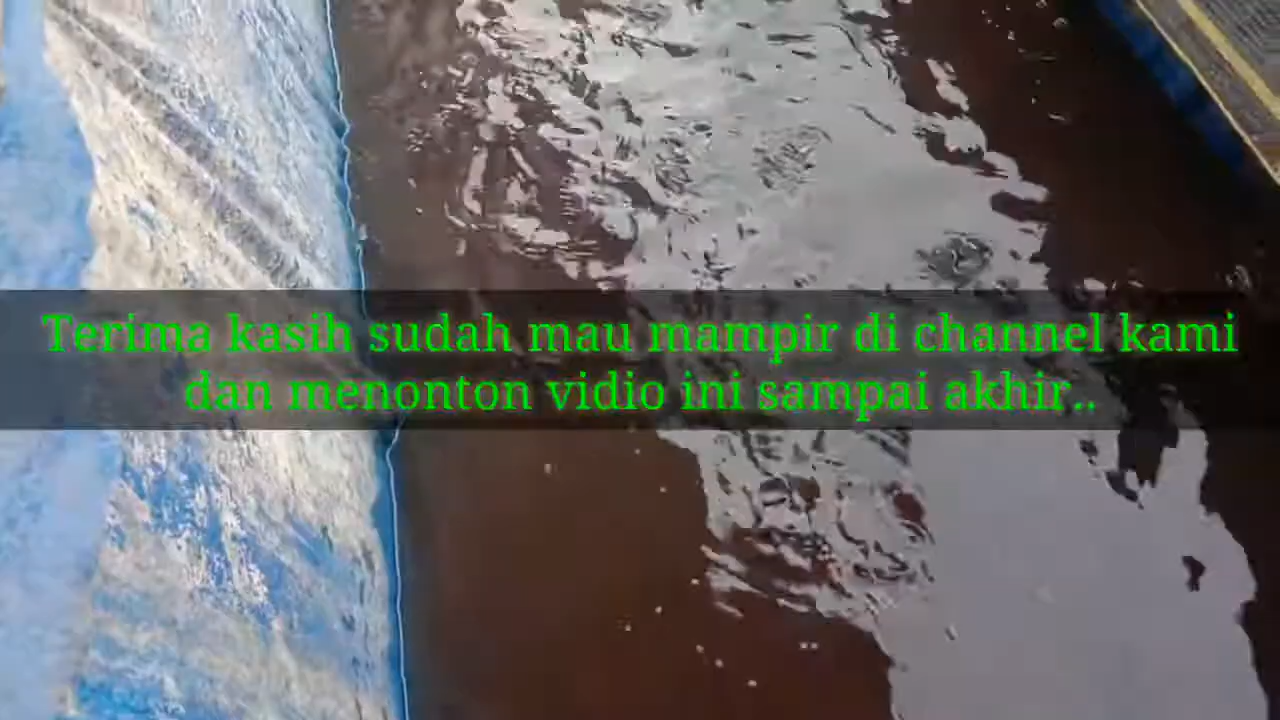 Terima kasih sudah mau mampir di channel kami
dan menonton vidio ini sampai akhir..